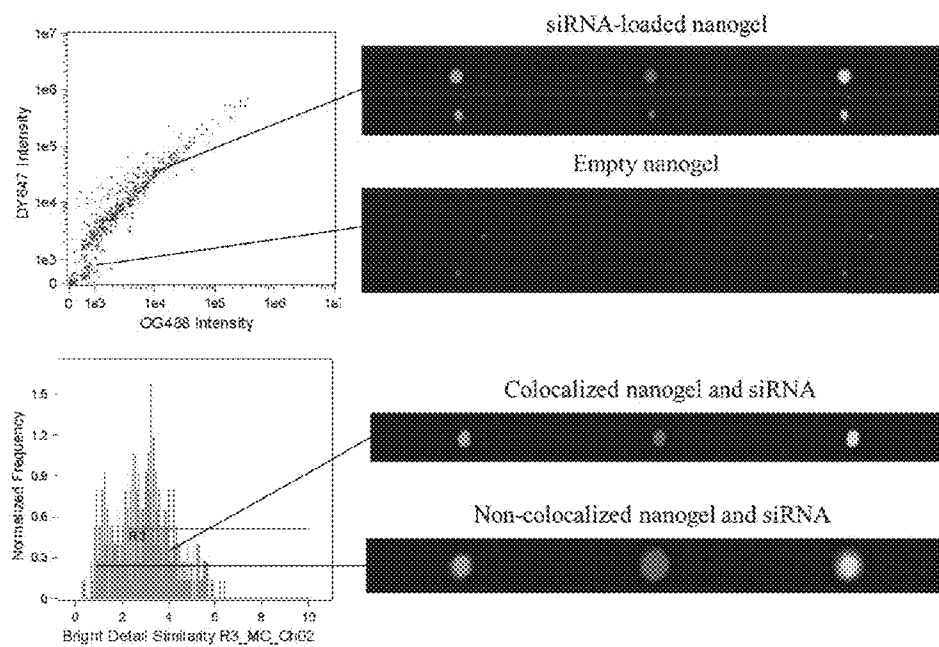 siRNA-loaded nanogel
1e7
1e6
1e5
1e4
1e3
0
DY647 Intensity
0 1e3 1e4 1e5 1e6 1e7
OG488 Intensity
Empty nanogel
Colocalized nanogel and siRNA
Non-colocalized nanogel and siRNA
1.5
1.2
0.9
0.6
0.3
0
Normalized Frequency
0 2 4 6 8 10
Bright Detail Similarity R3_MC_Ch02